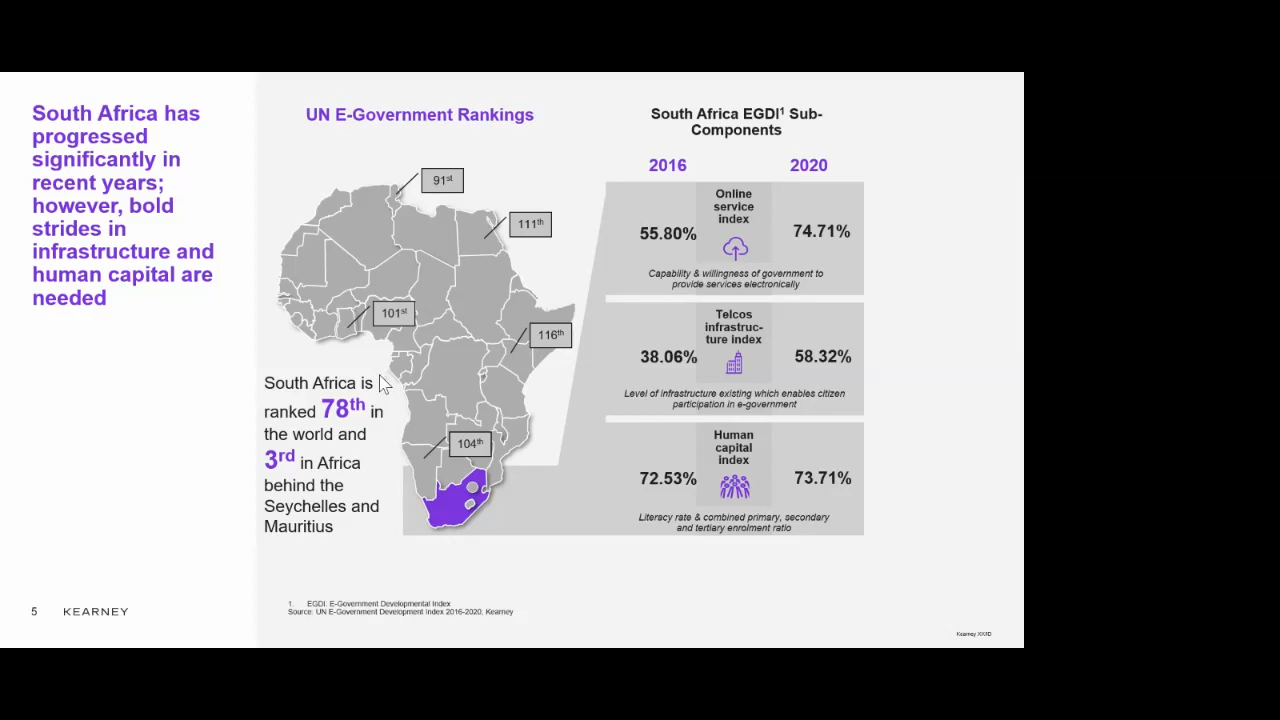 South Africa has
progressed
significantly in
recent years;
however, bold
strides in
infrastructure and
human capital are
needed
UN E-Government Rankings
91st
111th
101st
116th
104th
South Africa is
ranked 78th in
the world and
3rd in Africa
behind the
Seychelles and
Mauritius
South Africa EGDI1 Sub-
Components
2016
2020
Online
service
index
55.80%
74.71%
Capability & willingness of government to
provide services electronically
Telcos
infrastruc-
ture index
38.06%
58.32%
Level of infrastructure existing which enables citizen
participation in e-government
Human
capital
index
72.53%
73.71%
Literacy rate & combined primary, secondary
and tertiary enrolment ratio
1. EGDI: E-Government Developmental Index
Source: UN E-Government Development Index 2016-2020; Kearney
5 KEARNEY